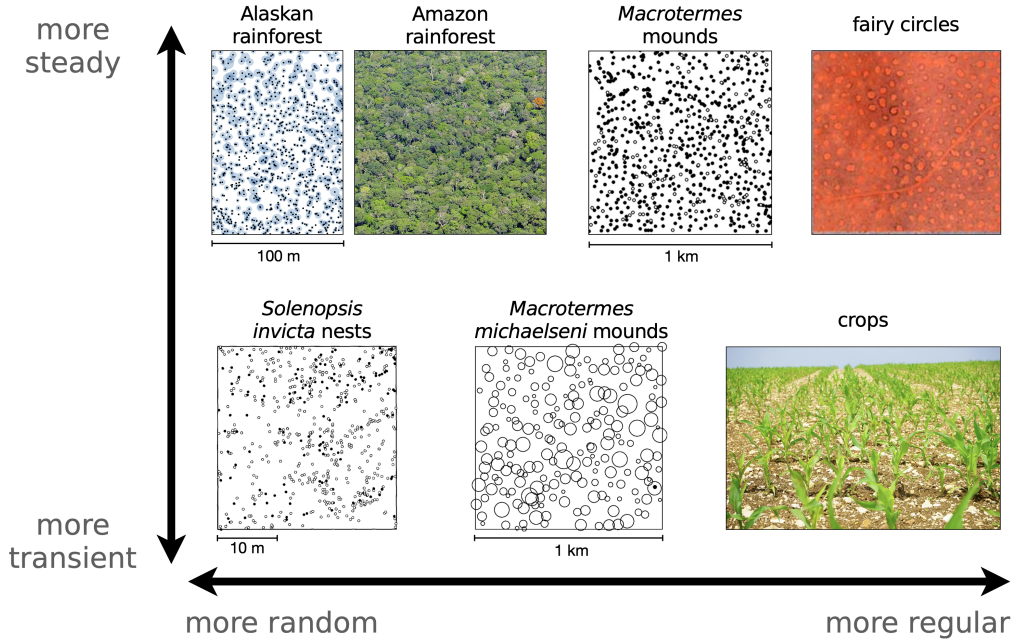 more
steady
Alaskan
rainforest
Amazon
rainforest
Macrotermes
mounds
fairy circles
100 m
1 km
Solenopsis
invicta nests
Macrotermes
michaelseni mounds
crops
more
transient
10 m
1 km
more random
more regular